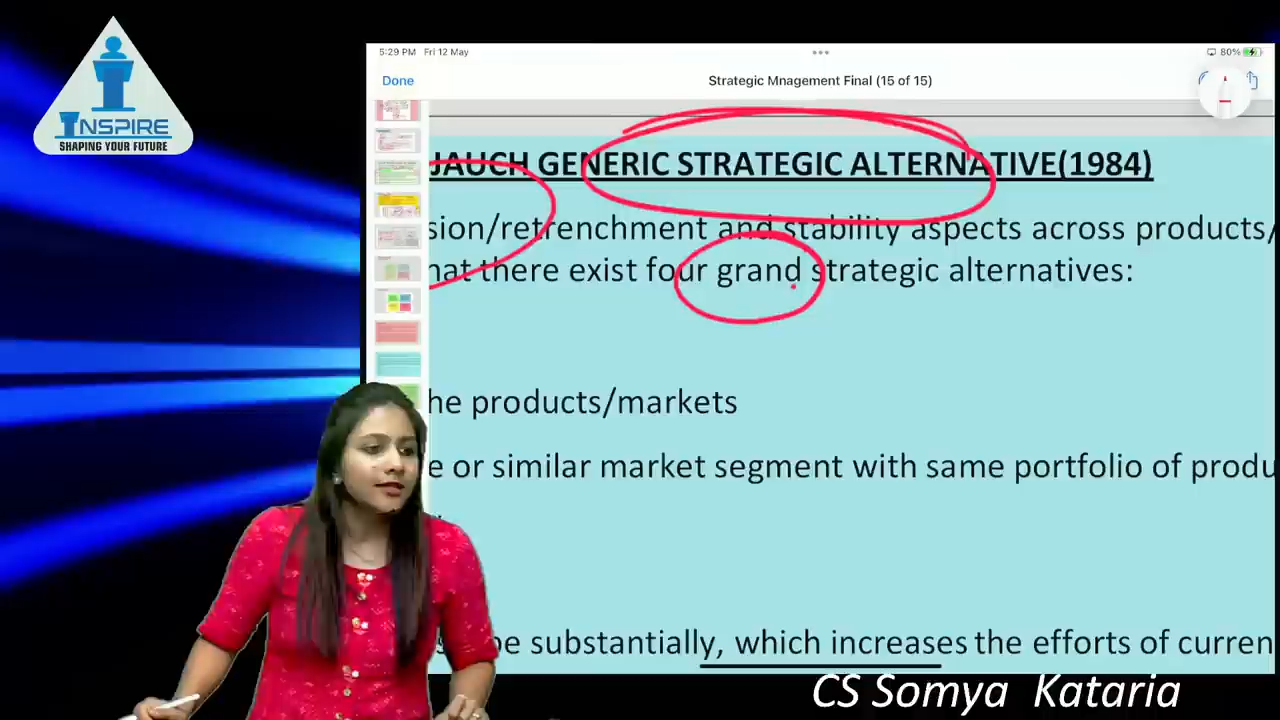 INSPIRE
SHAPING YOUR FUTURE
5:29 PM Fri 12 May
80%
Done
Strategic Mnagement Final (15 of 15)
JAUCH GENERIC STRATEGIC ALTERNATIVE(1984)
sion/retrenchment and stability aspects across products/
hat there exist four grand strategic alternatives:
he products/markets
e or similar market segment with same portfolio of produ
be substantially, which increases the efforts of curren
CS Somya Kataria